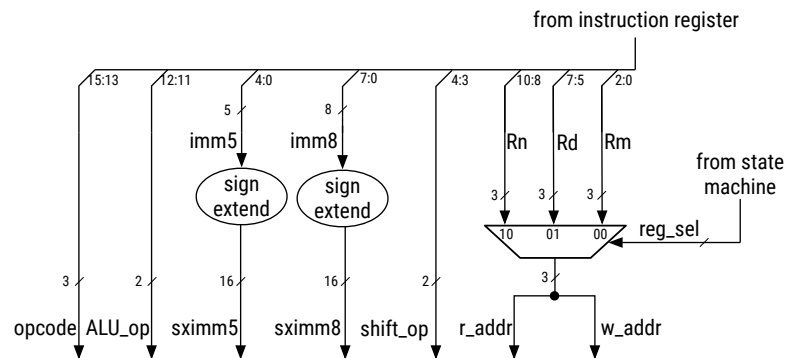 from instruction register
15:13 12:11 4:0 7:0 4:3 10:8 7:5 2:0
5 8
imm5 imm8 Rn Rd Rm
from state
machine
sign
extend
sign
extend
3 3 3
10 01 00
reg_sel
3 2 16 16 2 3
opcode ALU_op sximm5 sximm8 shift_op r_addr w_addr